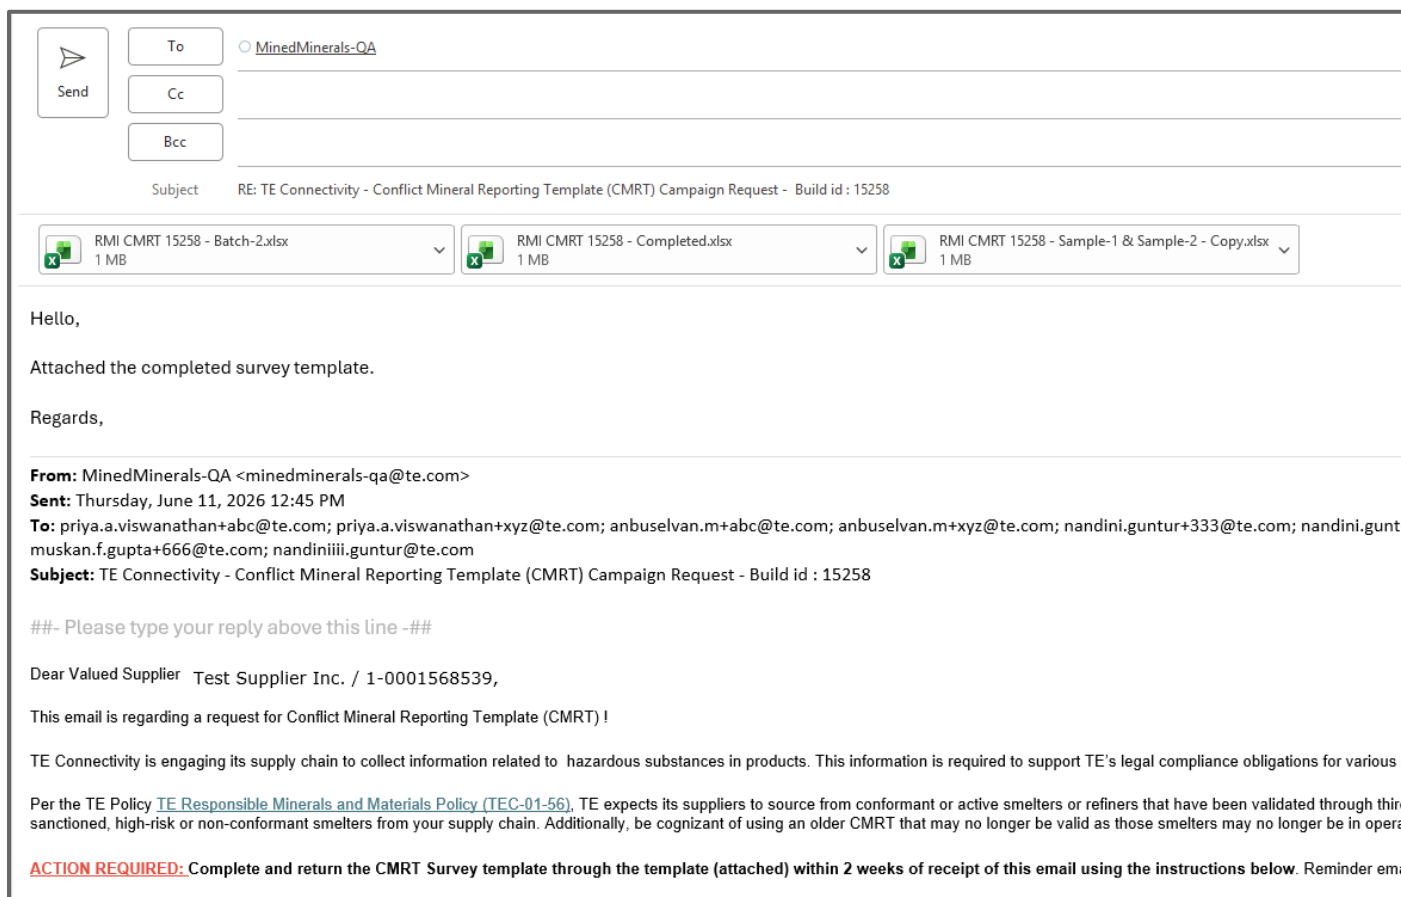 Send
To
MinedMinerals-QA
Cc
Bcc
Subject
RE: TE Connectivity - Conflict Mineral Reporting Template (CMRT) Campaign Request - Build id : 15258
RMI CMRT 15258 - Batch-2.xlsx
1 MB
RMI CMRT 15258 - Completed.xlsx
1 MB
RMI CMRT 15258 - Sample-1 & Sample-2 - Copy.xlsx
1 MB
Hello,
Attached the completed survey template.
Regards,
From: MinedMinerals-QA <minedminerals-qa@te.com>
Sent: Thursday, June 11, 2026 12:45 PM
To: priya.a.viswanathan+abc@te.com; priya.a.viswanathan+xyz@te.com; anbuselvan.m+abc@te.com; anbuselvan.m+xyz@te.com; nandini.guntur+333@te.com; nandini.gunt
muskan.f.gupta+666@te.com; nandiniiii.guntur@te.com
Subject: TE Connectivity - Conflict Mineral Reporting Template (CMRT) Campaign Request - Build id : 15258
##- Please type your reply above this line -##
Dear Valued Supplier Test Supplier Inc. / 1-0001568539,
This email is regarding a request for Conflict Mineral Reporting Template (CMRT) !
TE Connectivity is engaging its supply chain to collect information related to hazardous substances in products. This information is required to support TE's legal compliance obligations for various
Per the TE Policy TE Responsible Minerals and Materials Policy (TEC-01-56), TE expects its suppliers to source from conformant or active smelters or refiners that have been validated through thir
sanctioned, high-risk or non-conformant smelters from your supply chain. Additionally, be cognizant of using an older CMRT that may no longer be valid as those smelters may no longer be in opera
ACTION REQUIRED: Complete and return the CMRT Survey template through the template (attached) within 2 weeks of receipt of this email using the instructions below. Reminder ema